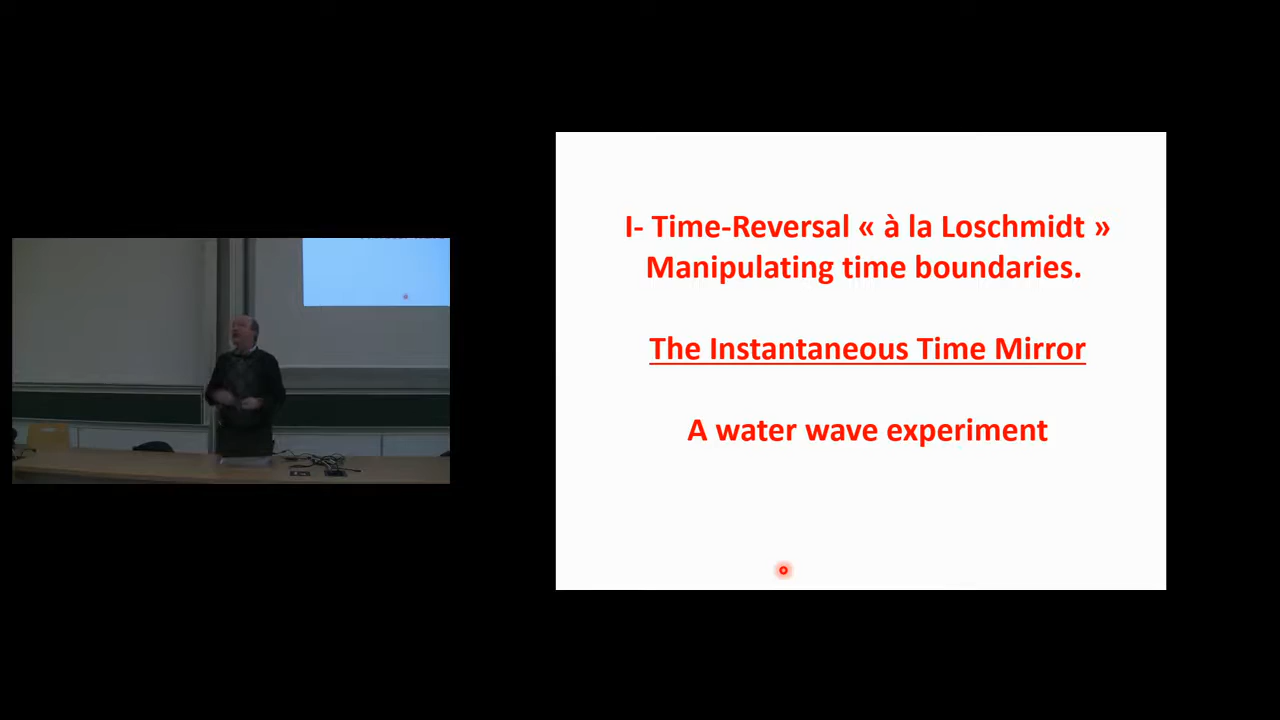 I- Time-Reversal « à la Loschmidt »
Manipulating time boundaries.
The Instantaneous Time Mirror
A water wave experiment